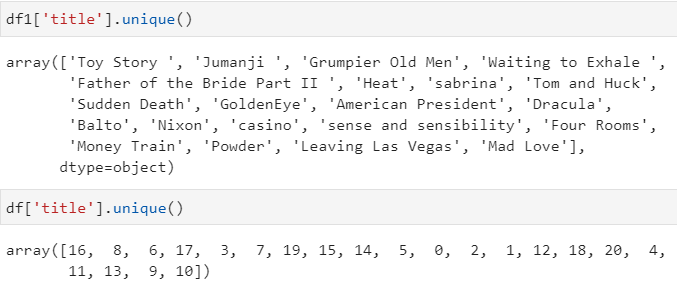 df1['title'].unique()
array(['Toy Story ', 'Jumanji ', 'Grumpier Old Men', 'Waiting to Exhale ',
'Father of the Bride Part II ', 'Heat', 'sabrina', 'Tom and Huck',
'Sudden Death', 'GoldenEye', 'American President', 'Dracula',
'Balto', 'Nixon', 'casino', 'sense and sensibility', 'Four Rooms',
'Money Train', 'Powder', 'Leaving Las Vegas', 'Mad Love'],
dtype=object)
df['title'].unique()
array([16, 8, 6, 17, 3, 7, 19, 15, 14, 5, 0, 2, 1, 12, 18, 20, 4,
11, 13, 9, 10])